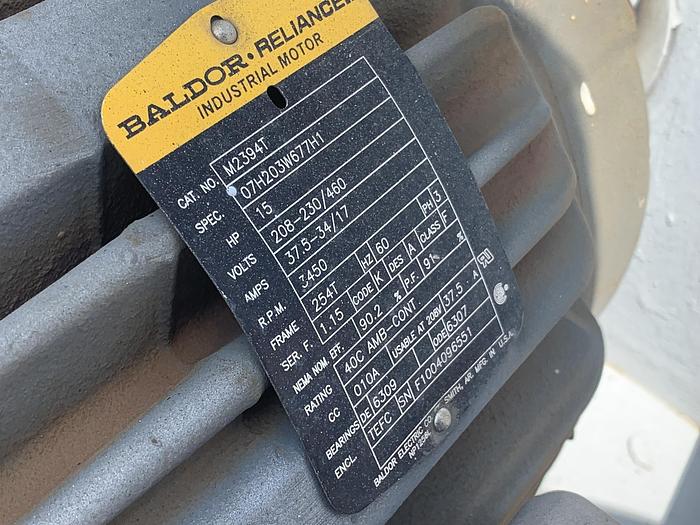 BALDOR·RELIANCE
INDUSTRIAL MOTOR
CAT. NO. M2394T
SPEC. 07H203W677H1
HP 15
VOLTS 208-230/460
AMPS 37.5-34/17
R.P.M. 3450
FRAME 254T HZ 60 PH 3
SER. F. 1.15 CODE K DES A CLASS F
NEMA NOM. EFF. 90.2 % P.F. 91 %
RATING 40C AMB-CONT.
CC 010A USABLE AT 208V 37.5 A
BEARINGS DE 6309 ODE 6307
ENCL. TEFC SN F1004096551
BALDOR ELECTRIC CO. SMITH, AR. MFG. IN U.S.A.